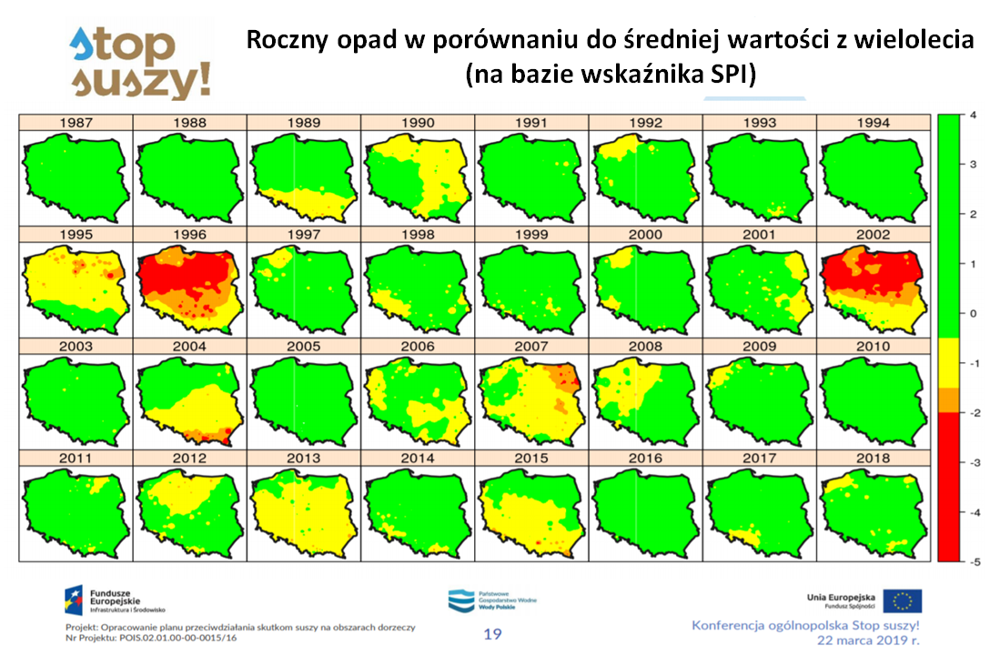 stop
suszy!
Roczny opad w porównaniu do średniej wartości z wielolecia
(na bazie wskaźnika SPI)
1987 1988 1989 1990 1991 1992 1993 1994
1995 1996 1997 1998 1999 2000 2001 2002
2003 2004 2005 2006 2007 2008 2009 2010
2011 2012 2013 2014 2015 2016 2017 2018
4
3
2
1
0
-1
-2
-3
-4
-5
Fundusze
Europejskie
Infrastruktura i Środowisko
Państwowe
Gospodarstwo Wodne
Wody Polskie
Unia Europejska
Fundusz Spójności
Projekt: Opracowanie planu przeciwdziałania skutkom suszy na obszarach dorzeczy
Nr Projektu: POIS.02.01.00-00-0015/16
19
Konferencja ogólnopolska Stop suszy!
22 marca 2019 r.